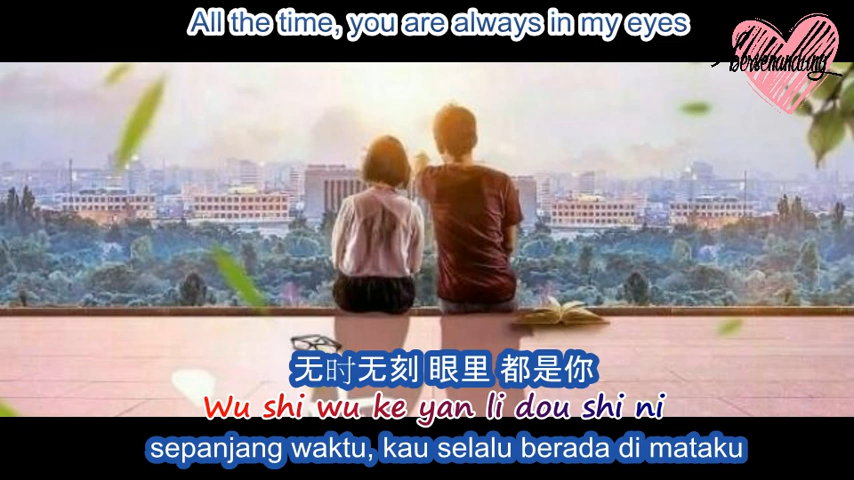 All the time, you are always in my eyes
bersenandung
无时无刻 眼里 都是你
Wu shi wu ke yan li dou shi ni
sepanjang waktu, kau selalu berada di mataku